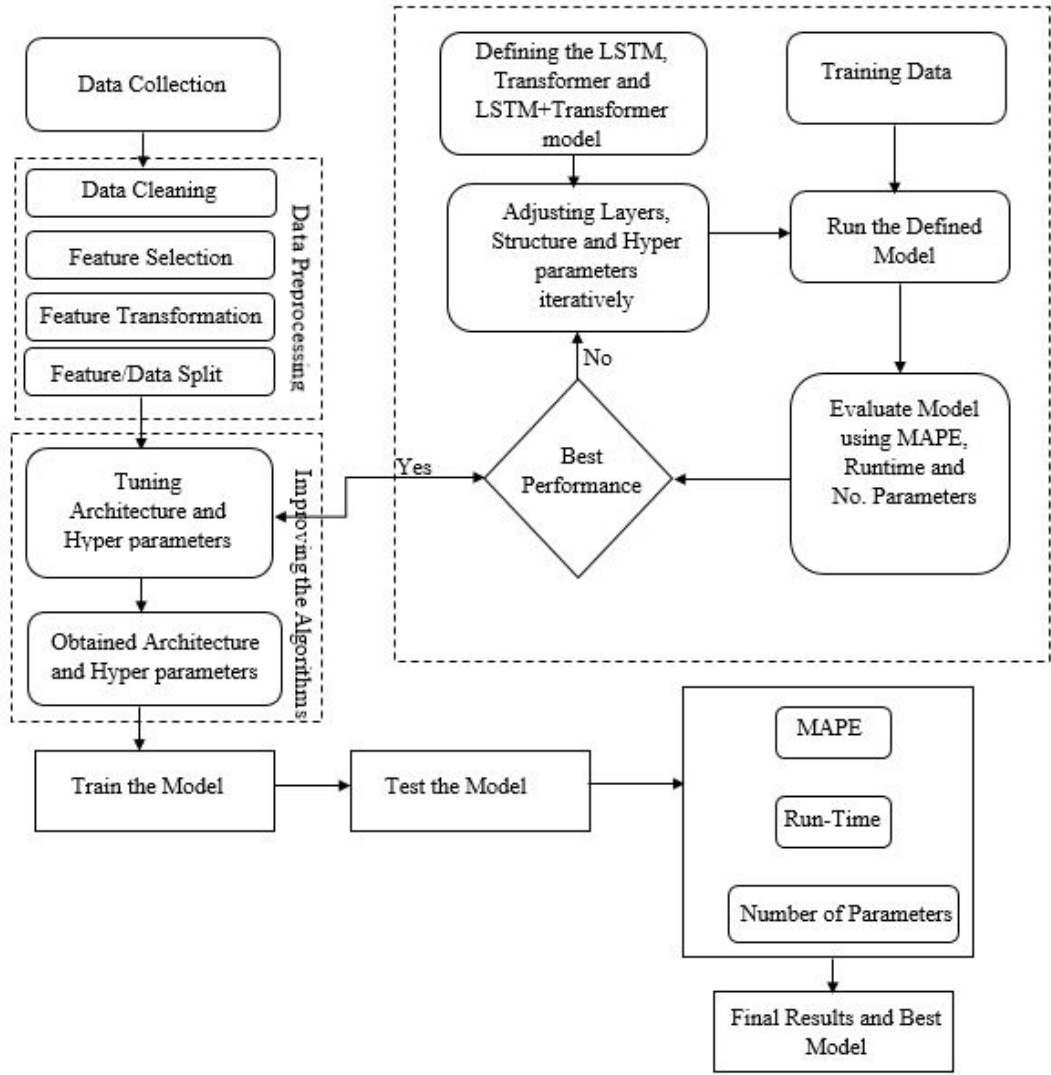 Data Collection
Data Cleaning
Feature Selection
Feature Transformation
Feature/Data Split
Data Preprocessing
Tuning
Architecture and
Hyper parameters
Obtained Architecture
and Hyper parameters
Improving the Algorithms
Defining the LSTM,
Transformer and
LSTM+Transformer
model
Training Data
Adjusting Layers,
Structure and Hyper
parameters
iteratively
Run the Defined
Model
No
Yes
Best
Performance
Evaluate Model
using MAPE,
Runtime and
No. Parameters
Train the Model
Test the Model
MAPE
Run-Time
Number of Parameters
Final Results and Best
Model